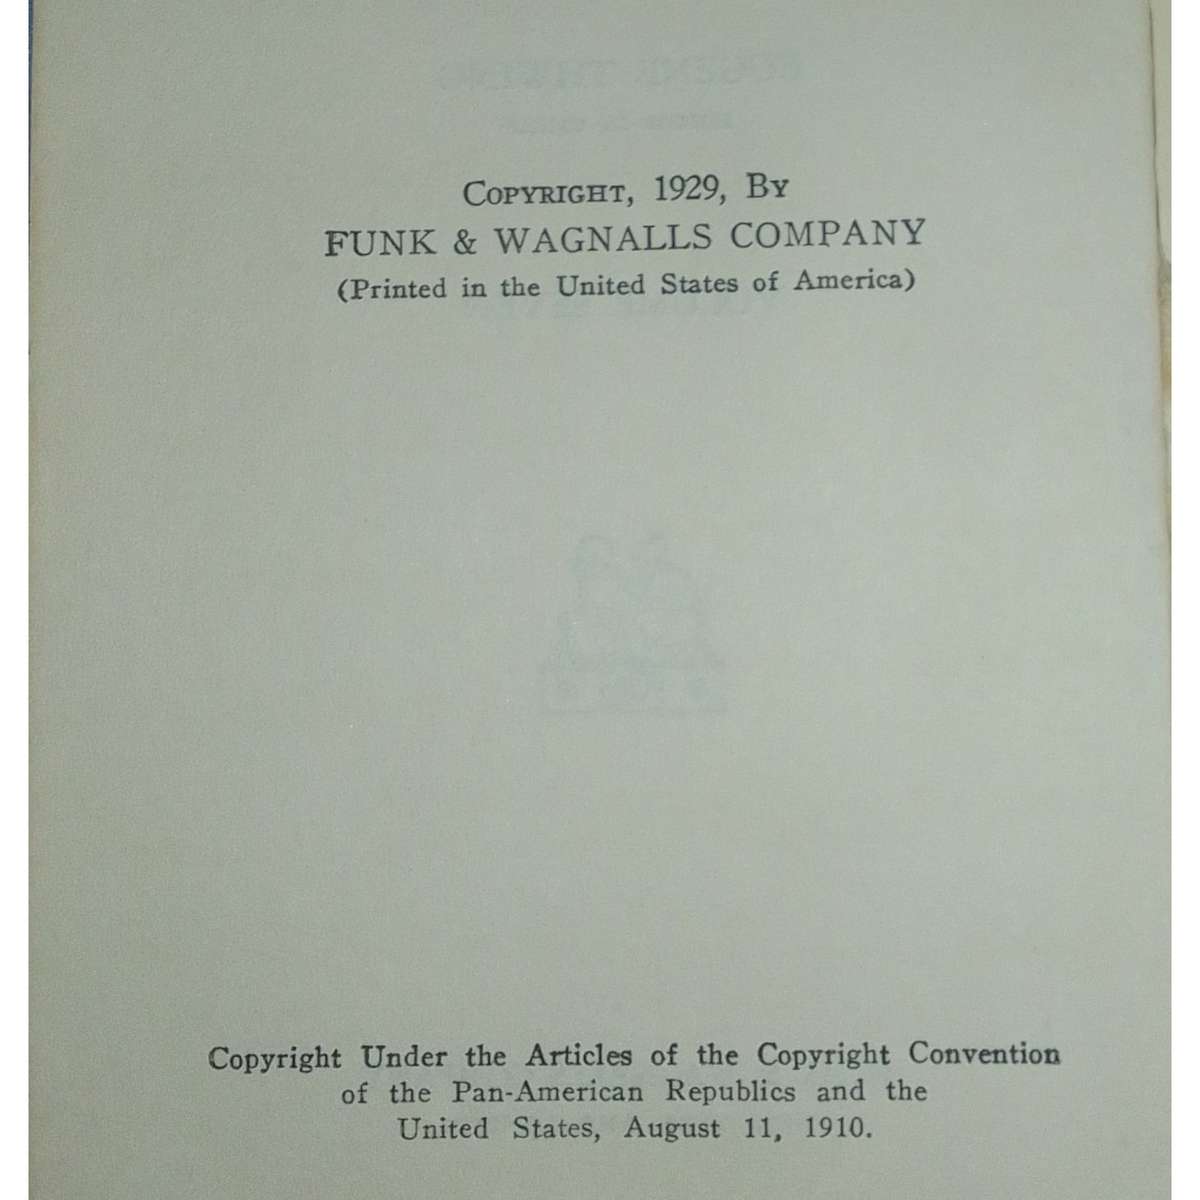 Copyright, 1929, By
FUNK & WAGNALLS COMPANY
(Printed in the United States of America)
Copyright Under the Articles of the Copyright Convention
of the Pan-American Republics and the
United States, August 11, 1910.